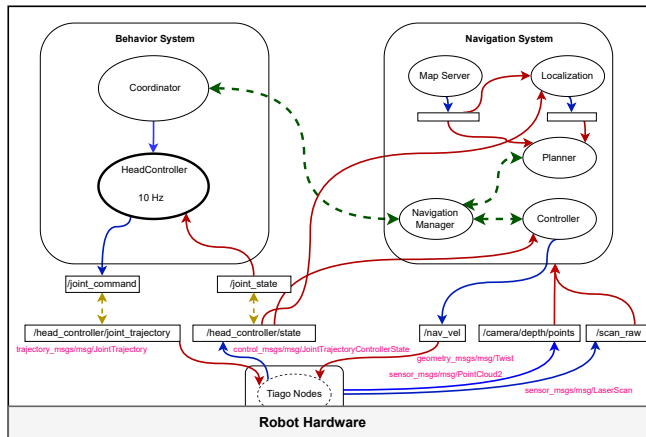 Behavior System
Navigation System
Coordinator
Map Server
Localization
HeadController
10 Hz
Planner
Navigation
Manager
Controller
/joint_command
/joint_state
/head_controller/joint_trajectory
/head_controller/state
/nav_vel
/camera/depth/points
/scan_raw
trajectory_msgs/msg/JointTrajectory
control_msgs/msg/JointTrajectoryControllerState
geometry_msgs/msg/Twist
sensor_msgs/msg/PointCloud2
sensor_msgs/msg/LaserScan
Tiago Nodes
Robot Hardware